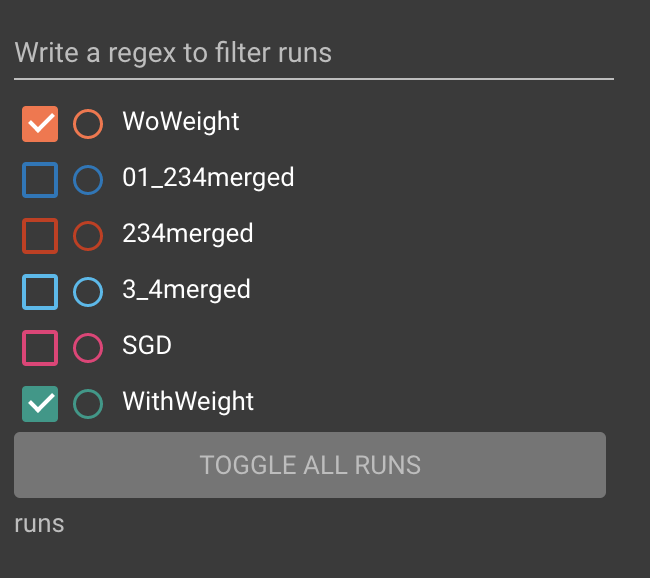 Write a regex to filter runs
WoWeight
01_234merged
234merged
3_4merged
SGD
WithWeight
TOGGLE ALL RUNS
runs